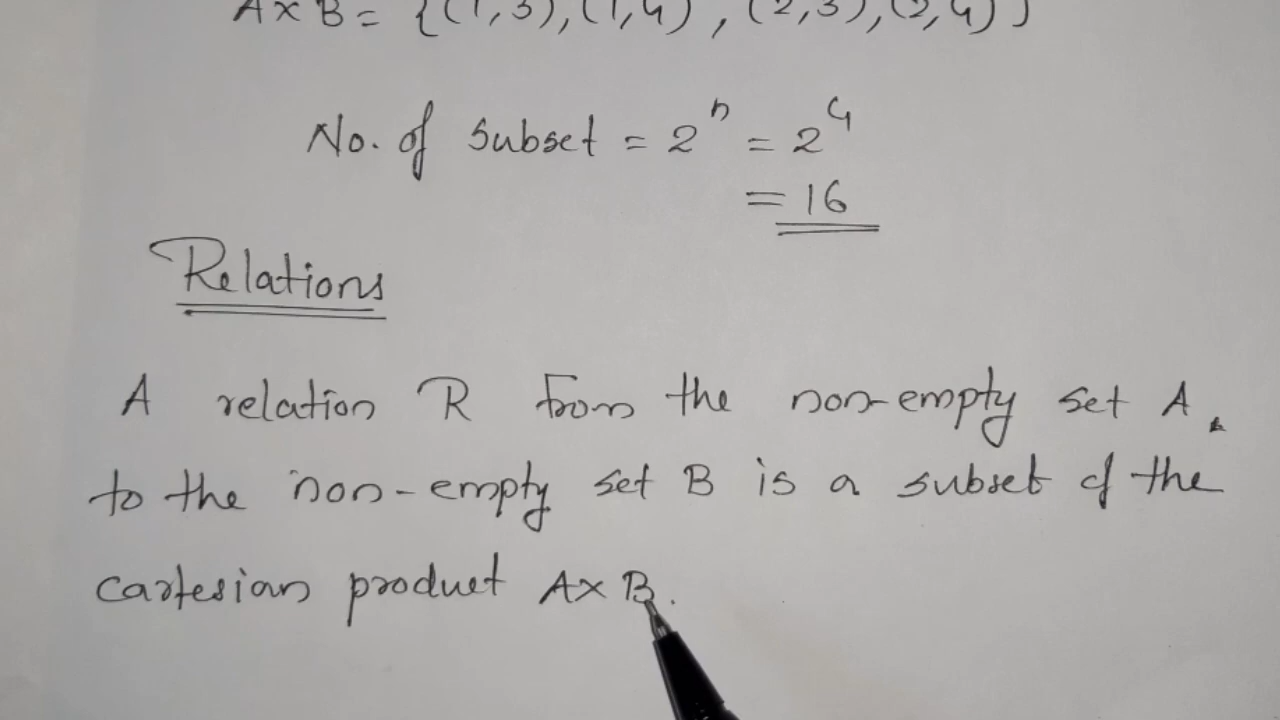 A x B = {(1,3),(1,4), (2,3),(2,4)}
No. of subset = 2ⁿ = 2⁴
= 16
Relations
A relation R from the non-empty set A
to the non-empty set B is a subset of the
cartesian product A x B.